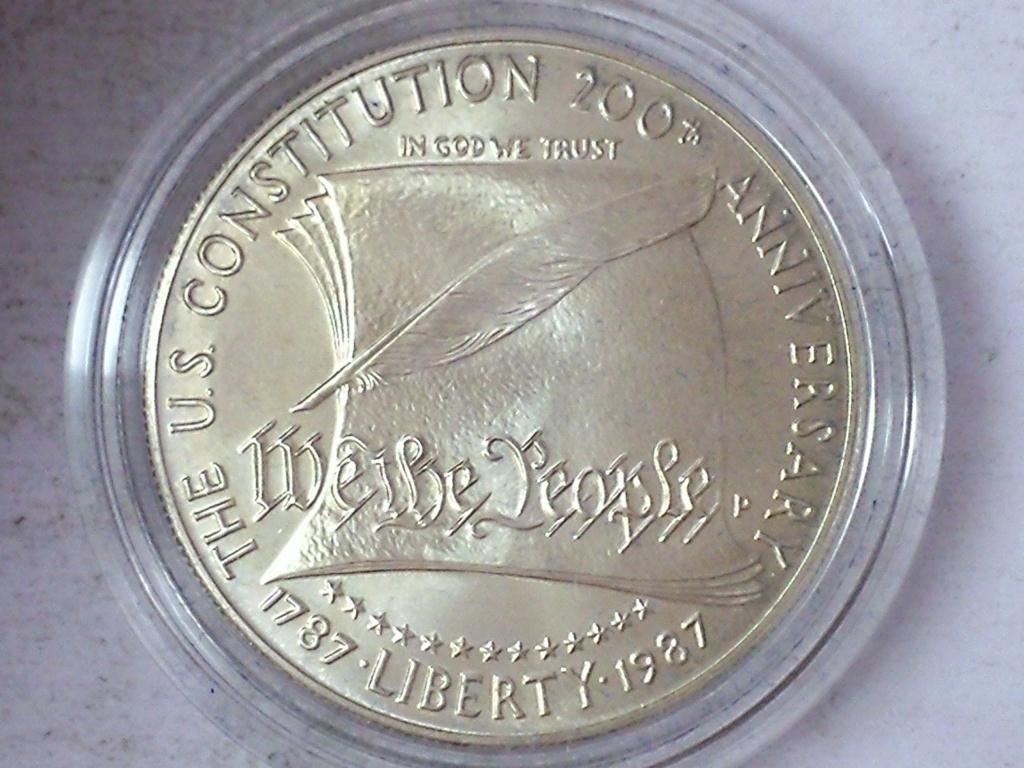 THE U.S. CONSTITUTION 200th ANNIVERSARY
IN GOD WE TRUST
We the People
P
1787 · LIBERTY · 1987